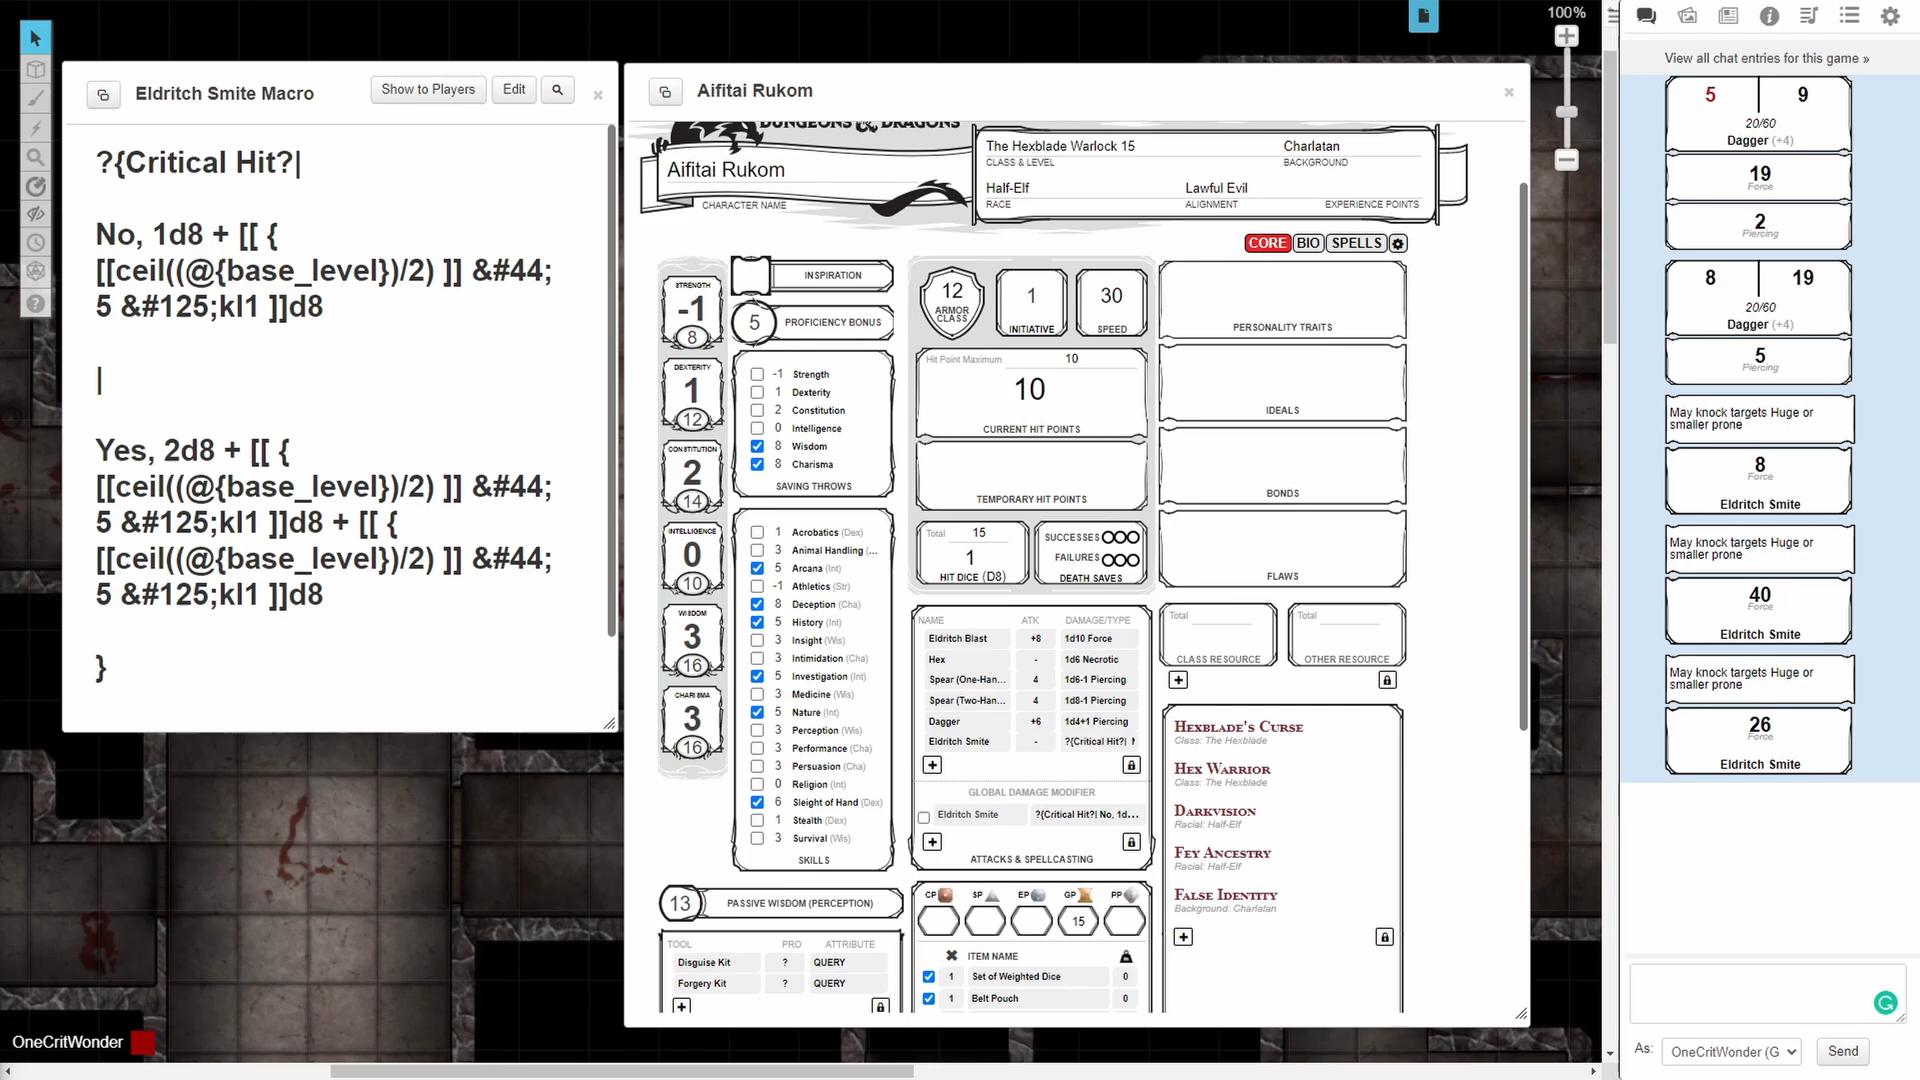 Eldritch Smite Macro
Show to Players
Edit
?{Critical Hit?|
No, 1d8 + [[ {
[[ceil((@{base_level})/2) ]] &#44;
5 &#125;kl1 ]]d8
|
Yes, 2d8 + [[ {
[[ceil((@{base_level})/2) ]] &#44;
5 &#125;kl1 ]]d8 + [[ {
[[ceil((@{base_level})/2) ]] &#44;
5 &#125;kl1 ]]d8
}
OneCritWonder
Aifitai Rukom
DUNGEONS & DRAGONS
Aifitai Rukom
CHARACTER NAME
The Hexblade Warlock 15
Charlatan
CLASS & LEVEL
BACKGROUND
Half-Elf
Lawful Evil
RACE
ALIGNMENT
EXPERIENCE POINTS
CORE
BIO
SPELLS
STRENGTH
-1
8
DEXTERITY
1
12
CONSTITUTION
2
14
INTELLIGENCE
0
10
WISDOM
3
16
CHARISMA
3
16
INSPIRATION
5 PROFICIENCY BONUS
-1 Strength
1 Dexterity
2 Constitution
0 Intelligence
8 Wisdom
8 Charisma
SAVING THROWS
1 Acrobatics (Dex)
3 Animal Handling (...
5 Arcana (Int)
-1 Athletics (Str)
8 Deception (Cha)
5 History (Int)
3 Insight (Wis)
3 Intimidation (Cha)
5 Investigation (Int)
3 Medicine (Wis)
5 Nature (Int)
3 Perception (Wis)
3 Performance (Cha)
3 Persuasion (Cha)
0 Religion (Int)
6 Sleight of Hand (Dex)
1 Stealth (Dex)
3 Survival (Wis)
SKILLS
13 PASSIVE WISDOM (PERCEPTION)
TOOL PRO ATTRIBUTE
Disguise Kit ? QUERY
Forgery Kit ? QUERY
12
ARMOR
CLASS
1
INITIATIVE
30
SPEED
Hit Point Maximum 10
10
CURRENT HIT POINTS
TEMPORARY HIT POINTS
Total 15
1
HIT DICE (D8)
SUCCESSES
FAILURES
DEATH SAVES
NAME ATK DAMAGE/TYPE
Eldritch Blast +8 1d10 Force
Hex - 1d6 Necrotic
Spear (One-Han... 4 1d6-1 Piercing
Spear (Two-Han... 4 1d8-1 Piercing
Dagger +6 1d4+1 Piercing
Eldritch Smite - ?{Critical Hit?|
GLOBAL DAMAGE MODIFIER
Eldritch Smite ?{Critical Hit?| No, 1d...
ATTACKS & SPELLCASTING
CP SP EP GP PP
15
ITEM NAME
1 Set of Weighted Dice 0
1 Belt Pouch 0
PERSONALITY TRAITS
IDEALS
BONDS
FLAWS
Total
CLASS RESOURCE
Total
OTHER RESOURCE
HEXBLADE'S CURSE
Class: The Hexblade
HEX WARRIOR
Class: The Hexblade
DARKVISION
Racial: Half-Elf
FEY ANCESTRY
Racial: Half-Elf
FALSE IDENTITY
Background: Charlatan
100%
View all chat entries for this game »
5 9
20/60
Dagger (+4)
19
Force
2
Piercing
8 19
20/60
Dagger (+4)
5
Piercing
May knock targets Huge or
smaller prone
8
Force
Eldritch Smite
May knock targets Huge or
smaller prone
40
Force
Eldritch Smite
May knock targets Huge or
smaller prone
26
Force
Eldritch Smite
As: OneCritWonder (G
Send